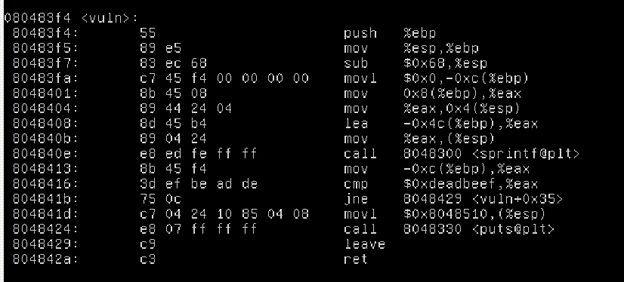 080483f4 <vuln>:
80483f4: 55 push %ebp
80483f5: 89 e5 mov %esp,%ebp
80483f7: 83 ec 68 sub $0x68,%esp
80483fa: c7 45 f4 00 00 00 00 movl $0x0,-0xc(%ebp)
8048401: 8b 45 08 mov 0x8(%ebp),%eax
8048404: 89 44 24 04 mov %eax,0x4(%esp)
8048408: 8d 45 b4 lea -0x4c(%ebp),%eax
804840b: 89 04 24 mov %eax,(%esp)
804840e: e8 ed fe ff ff call 8048300 <sprintf@plt>
8048413: 8b 45 f4 mov -0xc(%ebp),%eax
8048416: 3d ef be ad de cmp $0xdeadbeef,%eax
804841b: 75 0c jne 8048429 <vuln+0x35>
804841d: c7 04 24 10 85 04 08 movl $0x8048510,(%esp)
8048424: e8 07 ff ff ff call 8048330 <puts@plt>
8048429: c9 leave
804842a: c3 ret